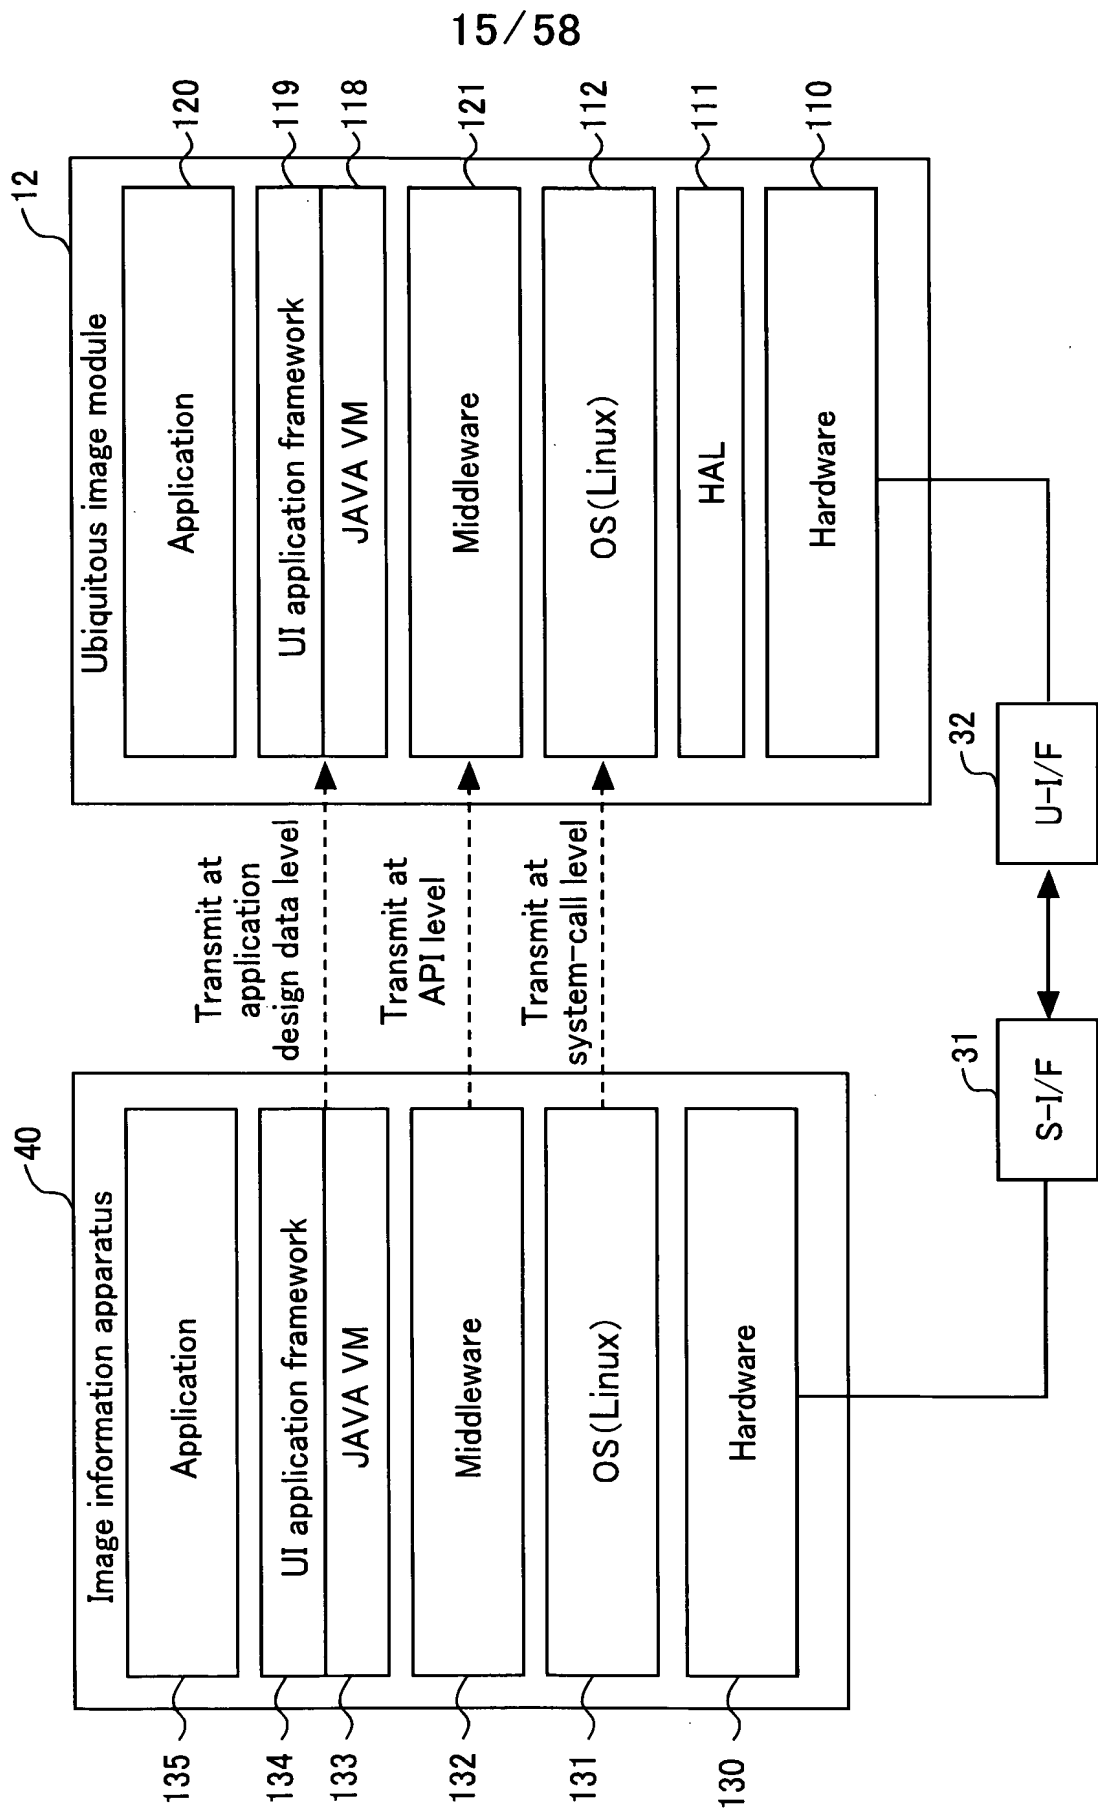 15/58
40
Image information apparatus
Application
UI application framework
JAVA VM
Middleware
OS(Linux)
Hardware
135
134
133
132
131
130
Transmit at
application
design data level
Transmit at
API level
Transmit at
system-call level
12
Ubiquitous image module
Application
UI application framework
JAVA VM
Middleware
OS(Linux)
HAL
Hardware
120
119
118
121
112
111
110
31
S-I/F
32
U-I/F